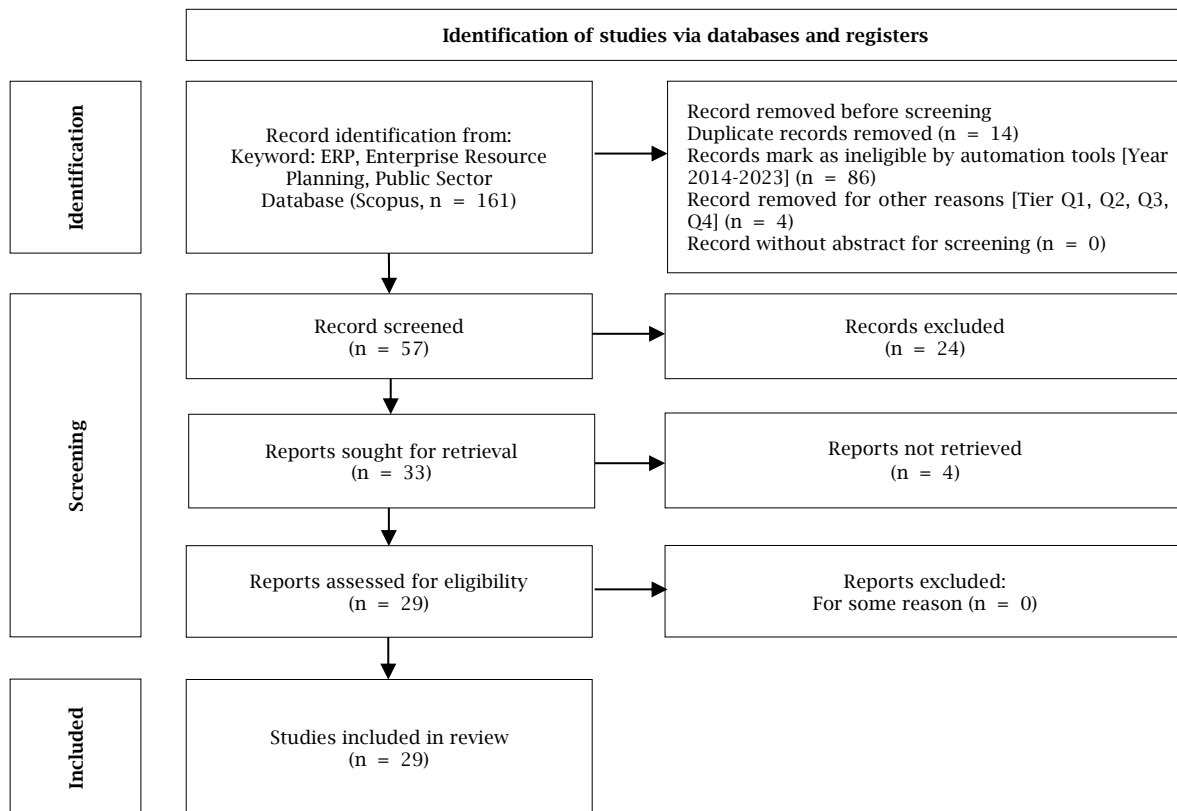 Identification of studies via databases and registers
Identification
Record identification from:
Keyword: ERP, Enterprise Resource
Planning, Public Sector
Database (Scopus, n = 161)
Record removed before screening
Duplicate records removed (n = 14)
Records mark as ineligible by automation tools [Year
2014-2023] (n = 86)
Record removed for other reasons [Tier Q1, Q2, Q3,
Q4] (n = 4)
Record without abstract for screening (n = 0)
Screening
Record screened
(n = 57)
Records excluded
(n = 24)
Reports sought for retrieval
(n = 33)
Reports not retrieved
(n = 4)
Reports assessed for eligibility
(n = 29)
Reports excluded:
For some reason (n = 0)
Included
Studies included in review
(n = 29)